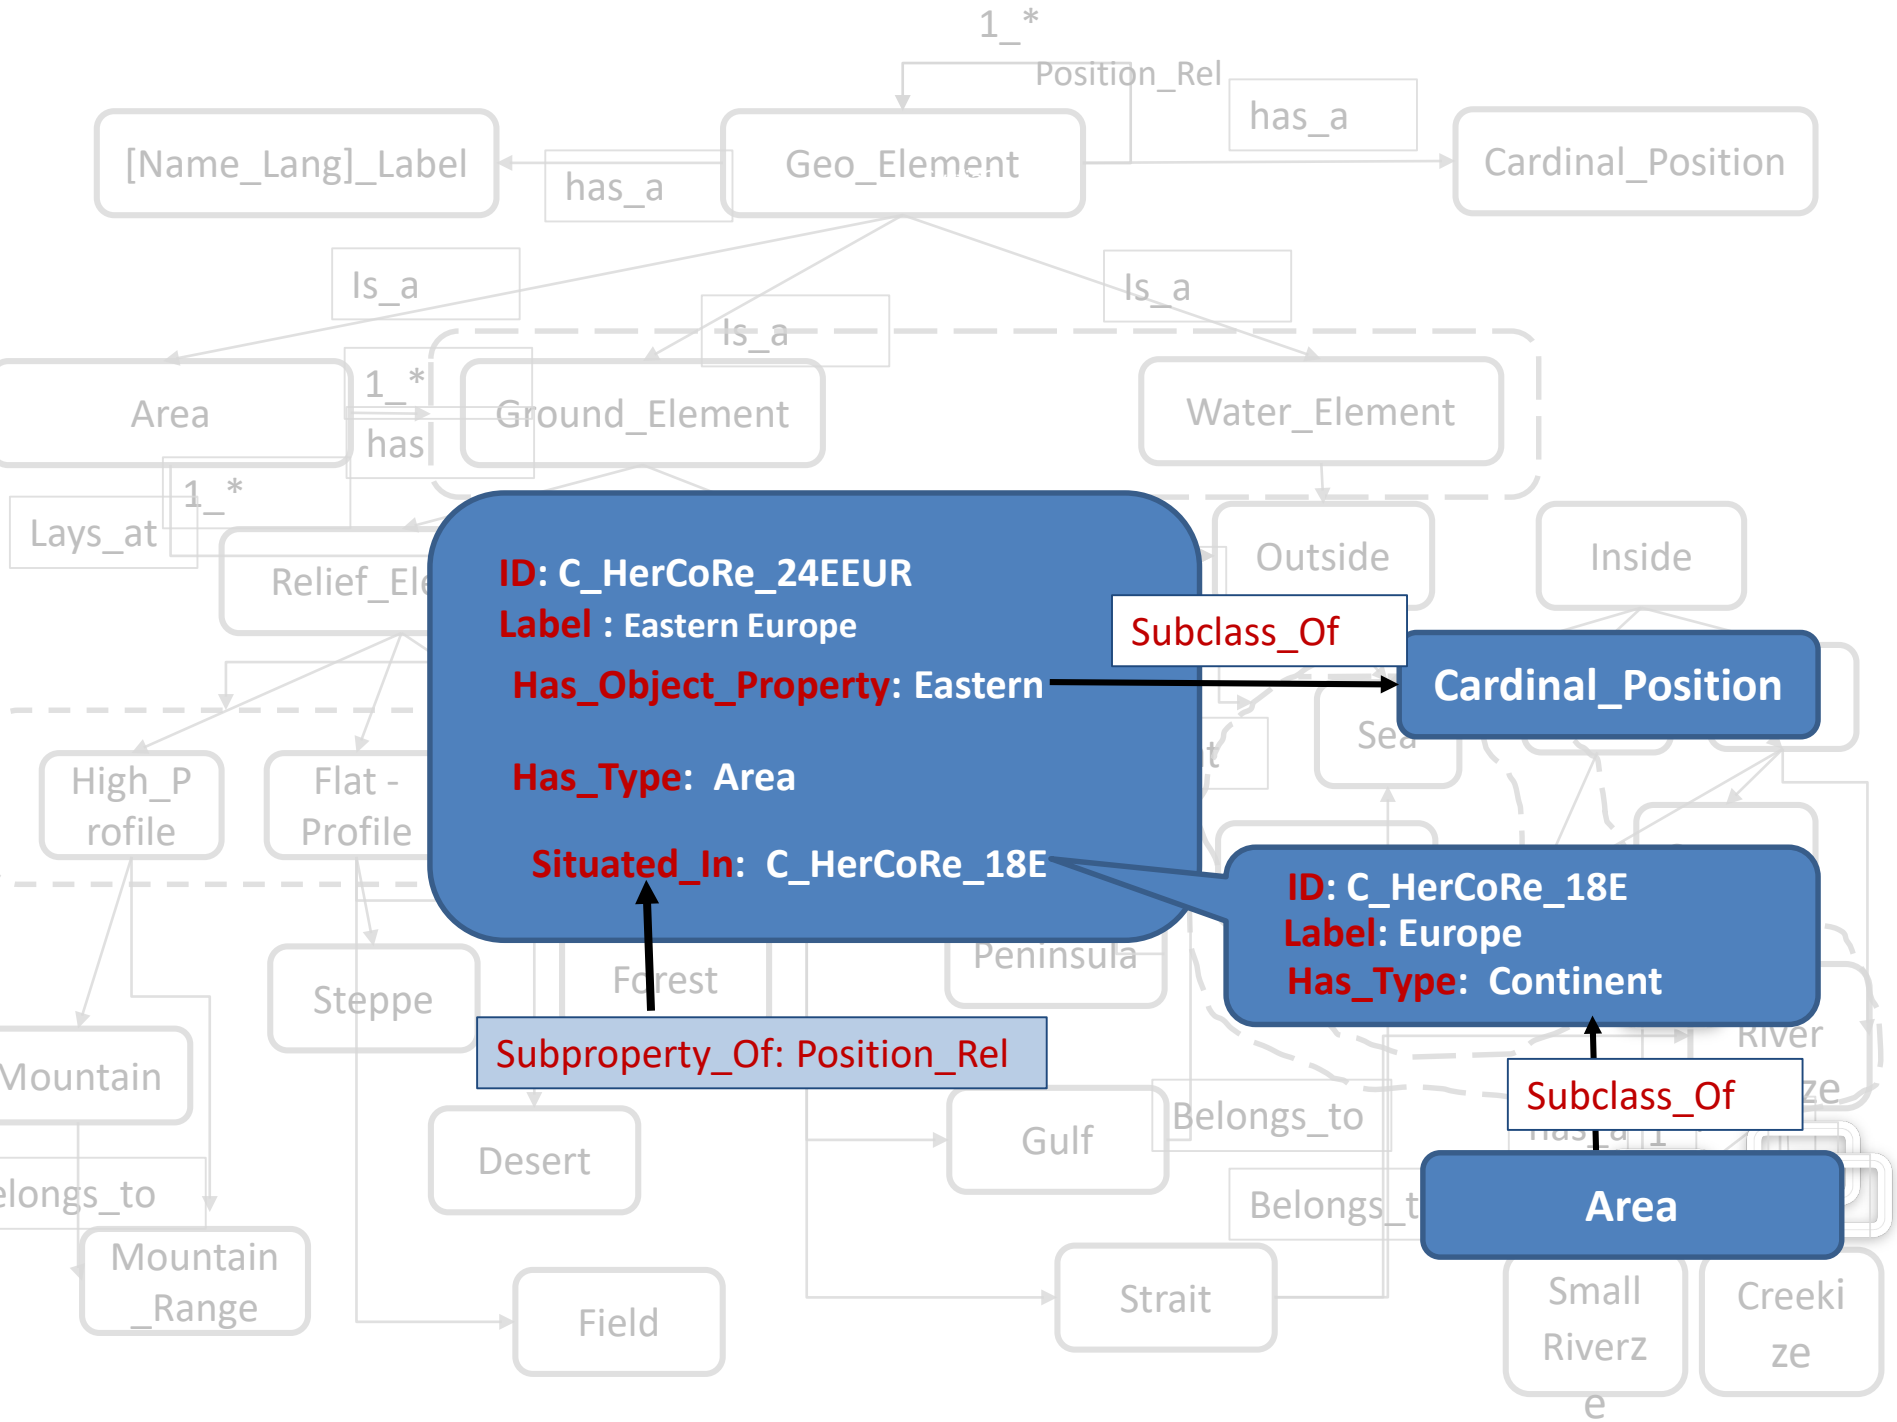 1_*
Position_Rel
has_a
[Name_Lang]_Label
has_a
Geo_Element
Cardinal_Position
Is_a
Is_a
Is_a
Area
1_*
has
Ground_Element
Water_Element
1_*
Lays_at
Outside
Inside
ID: C_HerCoRe_24EEUR
Label : Eastern Europe
Has_Object_Property: Eastern
Has_Type: Area
Situated_In: C_HerCoRe_18E
Subclass_Of
Cardinal_Position
Sea
High_P
rofile
Flat -
Profile
ID: C_HerCoRe_18E
Label: Europe
Has_Type: Continent
Steppe
Forest
Peninsula
River
Mountain
Subproperty_Of: Position_Rel
Subclass_Of
ze
Desert
Gulf
Belongs_to
Area
Mountain
_Range
Field
Strait
Small
Riverz
e
Creeki
ze